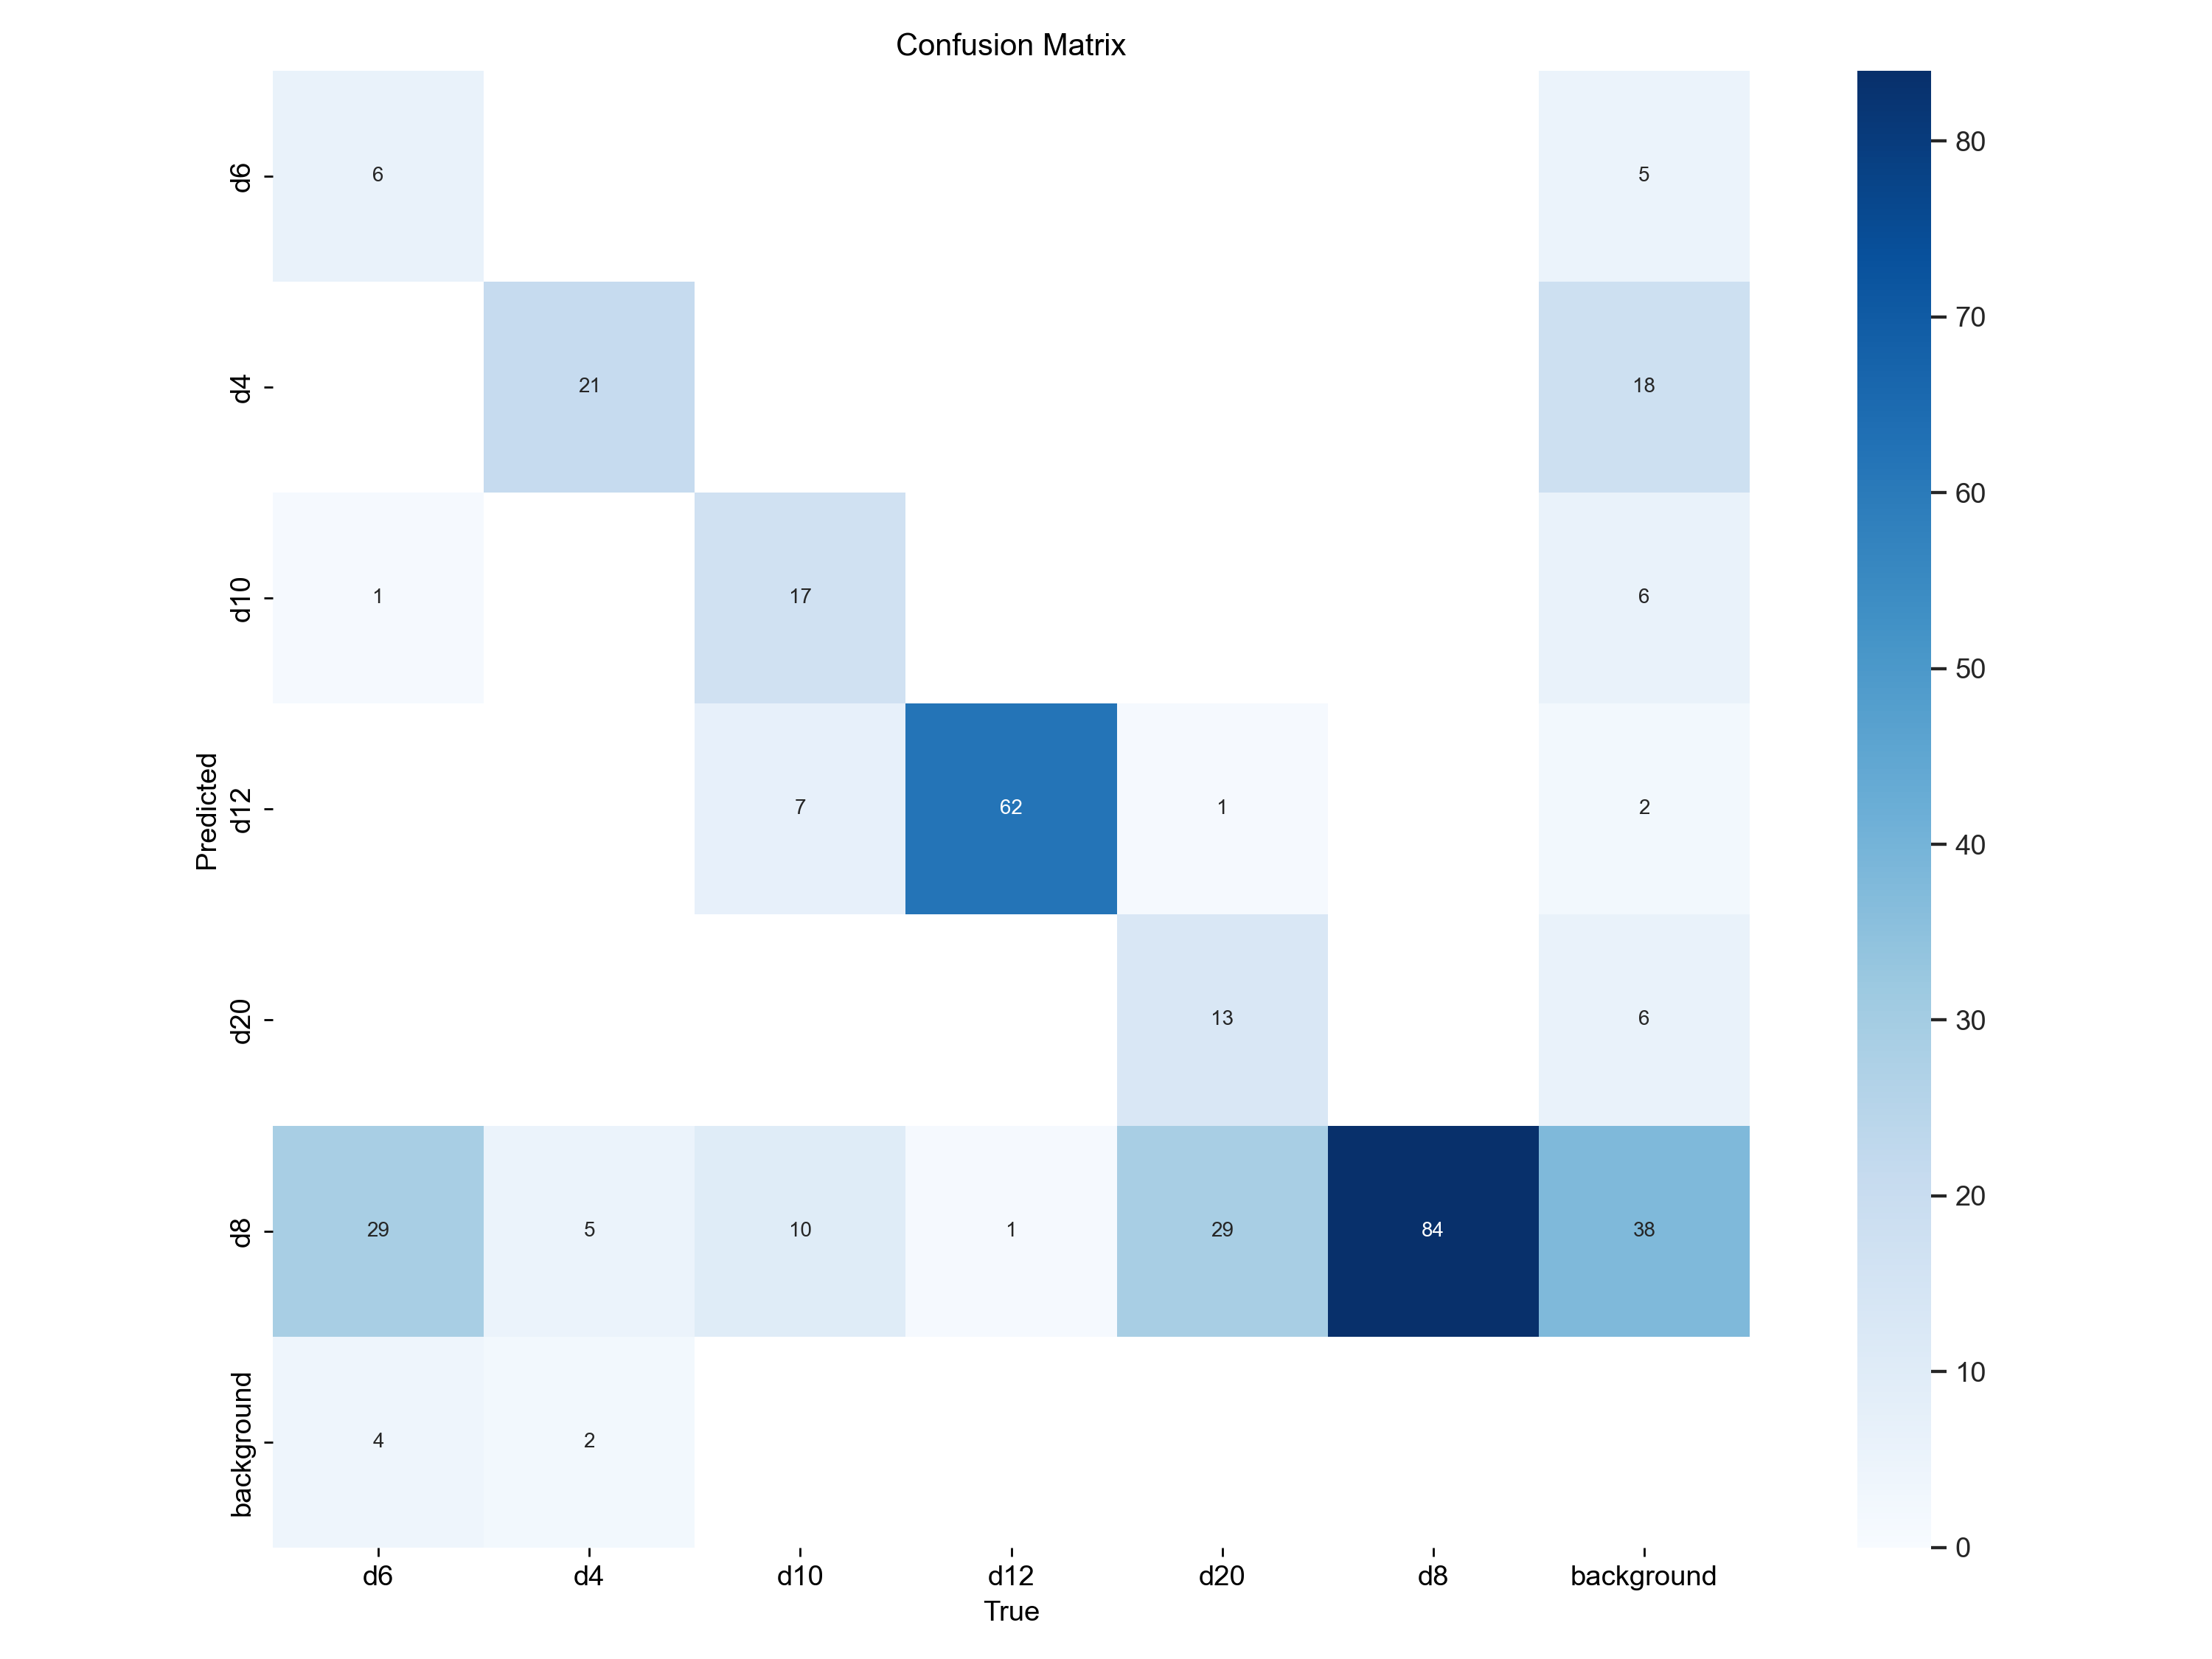 Confusion Matrix
d6 6 5 80
d4 21 18 70
60
d10 1 17 6 50
Predicted
d12 7 62 1 2 40
d20 13 6 30
d8 29 5 10 1 29 84 38 20
10
background 4 2
0
d6 d4 d10 d12 d20 d8 background
True